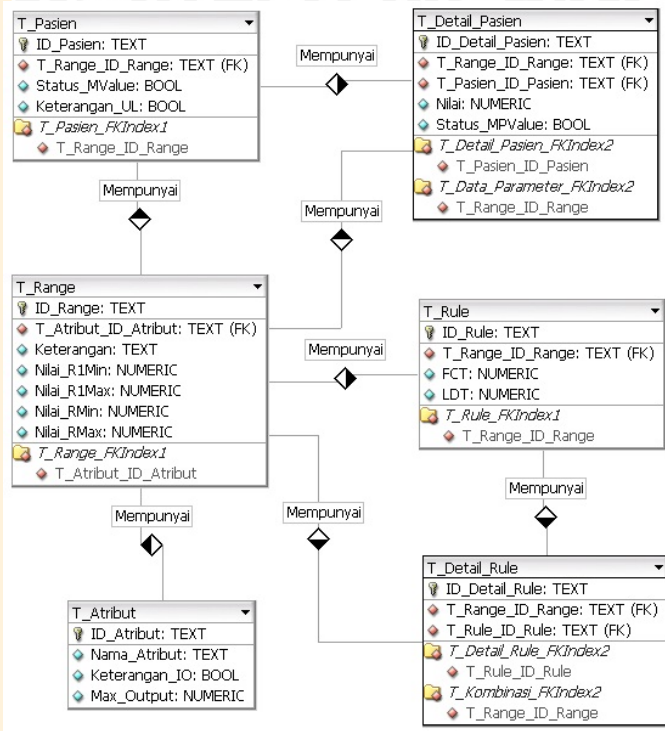 T_Pasien
ID_Pasien: TEXT
T_Range_ID_Range: TEXT (FK)
Status_MValue: BOOL
Keterangan_UL: BOOL
T_Pasien_FKIndex1
T_Range_ID_Range
Mempunyai
T_Detail_Pasien
ID_Detail_Pasien: TEXT
T_Range_ID_Range: TEXT (FK)
T_Pasien_ID_Pasien: TEXT (FK)
Nilai: NUMERIC
Status_MPValue: BOOL
T_Detail_Pasien_FKIndex2
T_Pasien_ID_Pasien
T_Data_Parameter_FKIndex2
T_Range_ID_Range
Mempunyai
Mempunyai
T_Range
ID_Range: TEXT
T_Atribut_ID_Atribut: TEXT (FK)
Keterangan: TEXT
Nilai_R1Min: NUMERIC
Nilai_R1Max: NUMERIC
Nilai_RMin: NUMERIC
Nilai_RMax: NUMERIC
T_Range_FKIndex1
T_Atribut_ID_Atribut
Mempunyai
T_Rule
ID_Rule: TEXT
T_Range_ID_Range: TEXT (FK)
FCT: NUMERIC
LDT: NUMERIC
T_Rule_FKIndex1
T_Range_ID_Range
Mempunyai
Mempunyai
Mempunyai
T_Atribut
ID_Atribut: TEXT
Nama_Atribut: TEXT
Keterangan_IO: BOOL
Max_Output: NUMERIC
T_Detail_Rule
ID_Detail_Rule: TEXT
T_Range_ID_Range: TEXT (FK)
T_Rule_ID_Rule: TEXT (FK)
T_Detail_Rule_FKIndex2
T_Rule_ID_Rule
T_Kombinasi_FKIndex2
T_Range_ID_Range